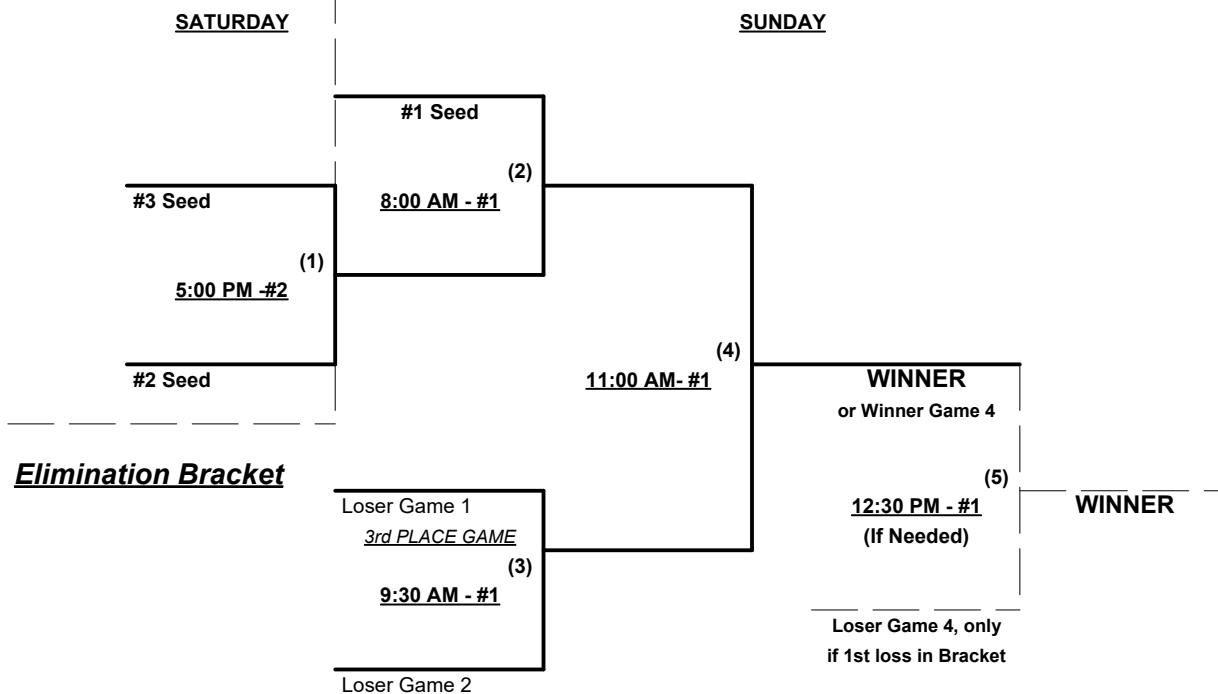 SATURDAY
SUNDAY
#1 Seed
(2)
8:00 AM - #1
#3 Seed
(1)
5:00 PM -#2
#2 Seed
(4)
11:00 AM- #1
WINNER
or Winner Game 4
Elimination Bracket
Loser Game 1
3rd PLACE GAME
(3)
9:30 AM - #1
Loser Game 2
(5)
12:30 PM - #1
(If Needed)
WINNER
Loser Game 4, only
if 1st loss in Bracket